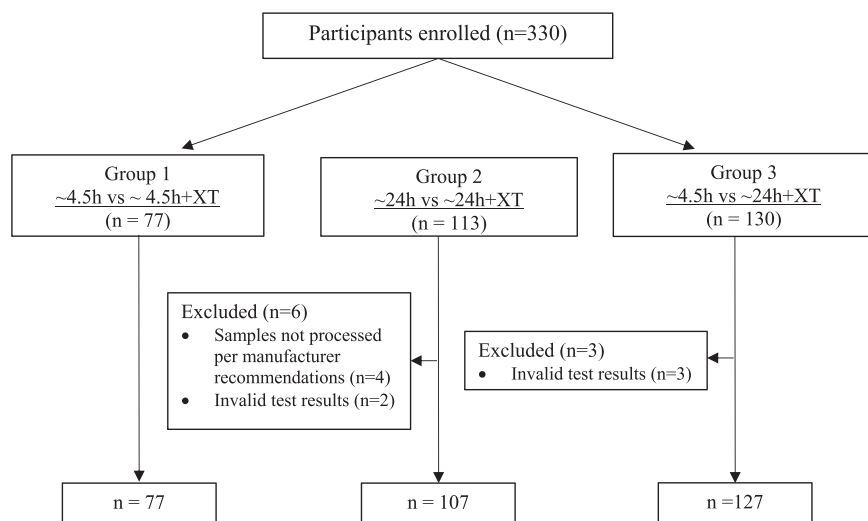 Participants enrolled (n=330)
Group 1
~4.5h vs ~ 4.5h+XT
(n = 77)
Group 2
~24h vs ~24h+XT
(n = 113)
Group 3
~4.5h vs ~24h+XT
(n = 130)
Excluded (n=6)
• Samples not processed
per manufacturer
recommendations (n=4)
• Invalid test results (n=2)
Excluded (n=3)
• Invalid test results (n=3)
n = 77
n = 107
n =127